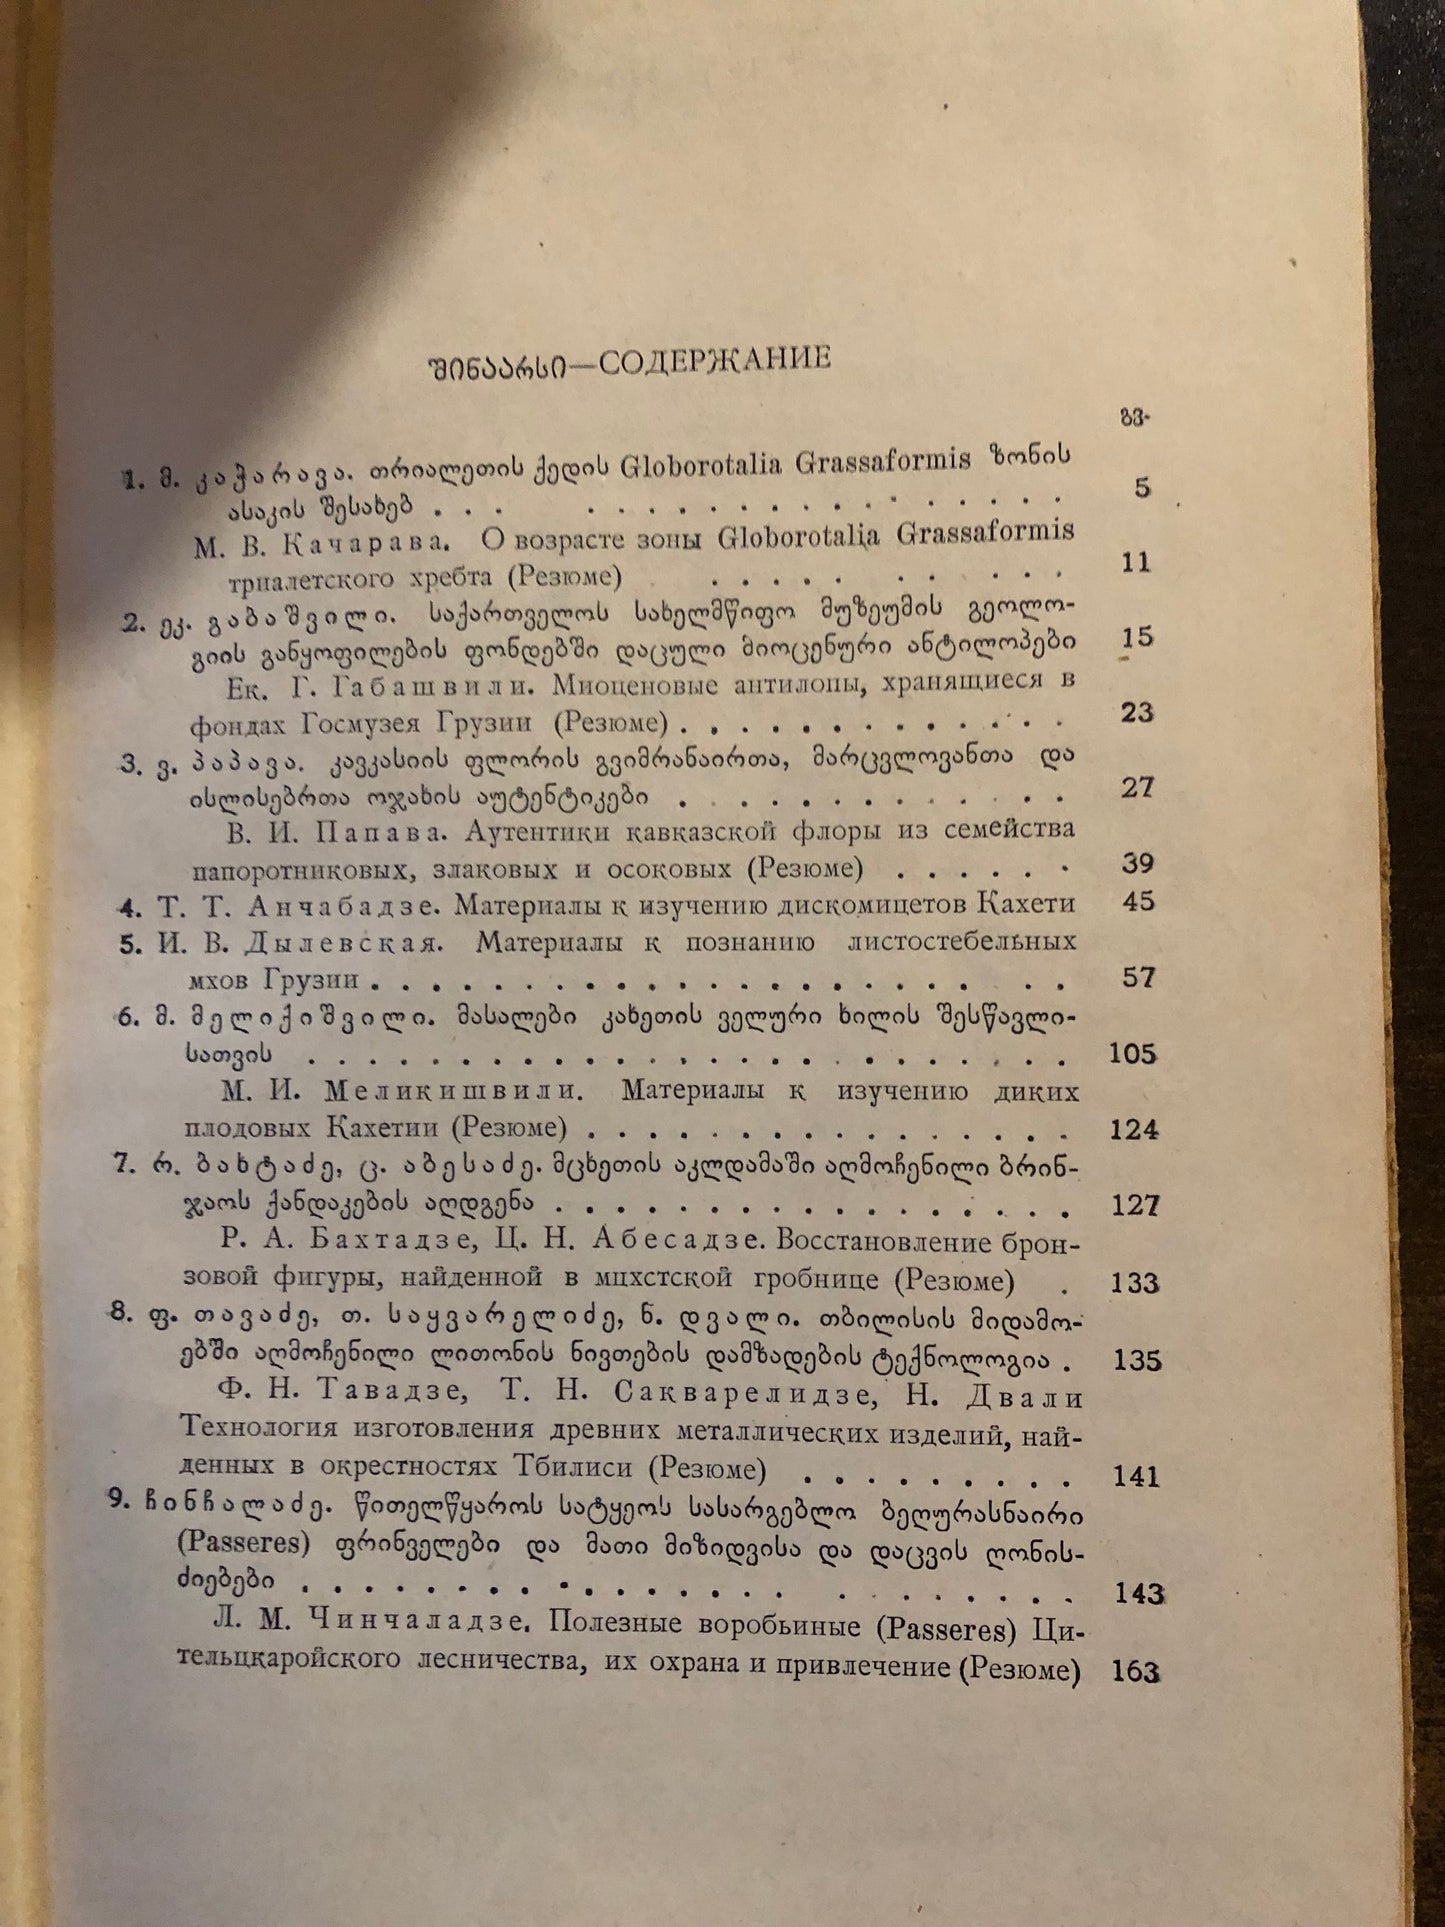 შინაარსი—СОДЕРЖАНИЕ
გვ.
1. მ. კაჭარავა. თრიალეთის ქედის Globorotalia Grassaformis ზონის
ასაკის შესახებ . . . . . . . . . . . . . . 5
М. В. Качарава. О возрасте зоны Globorotalia Grassaformis
триалетского хребта (Резюме) . . . . . . . . . . 11
2. ეკ. გაბაშვილი. საქართველოს სახელმწიფო მუზეუმის გეოლო-
გიის განყოფილების ფონდებში დაცული მიოცენური ანტილოპები 15
Ек. Г. Габашвили. Миоценовые антилопы, хранящиеся в
фондах Госмузея Грузии (Резюме) . . . . . . . . . . . . . 23
3. ვ. პაპავა. კავკასიის ფლორის გვიმრანაირთა, მარცვლოვანთა და
ისლისებრთა ოჯახის აუტენტიკები . . . . . . . . . . . . . 27
В. И. Папава. Аутентики кавказской флоры из семейства
папоротниковых, злаковых и осоковых (Резюме) . . . . . . 39
4. Т. Т. Анчабадзе. Материалы к изучению дискомицетов Кахети 45
5. И. В. Дылевская. Материалы к познанию листостебельных
мхов Грузии . . . . . . . . . . . . . . . . . . . . . . 57
6. მ. მელიქიშვილი. მასალები კახეთის ველური ხილის შესწავლი-
სათვის . . . . . . . . . . . . . . . . . . . . . . . . . 105
М. И. Меликишвили. Материалы к изучению диких
плодовых Кахетии (Резюме) . . . . . . . . . . . . . . . . 124
7. რ. ბახტაძე, ც. აბესაძე. მცხეთის აკლდამაში აღმოჩენილი ბრინ-
ჯაოს ქანდაკების აღდგენა . . . . . . . . . . . . . . . . . 127
Р. А. Бахтадзе, Ц. Н. Абесадзе. Восстановление брон-
зовой фигуры, найденной в мцхстской гробнице (Резюме) . 133
8. ფ. თავაძე, თ. საყვარელიძე, ნ. დვალი. თბილისის მიდამო-
ებში აღმოჩენილი ლითონის ნივთების დამზადების ტექნოლოგია . 135
Ф. Н. Тавадзе, Т. Н. Сакварелидзе, Н. Двали
Технология изготовления древних металлических изделий, най-
денных в окрестностях Тбилиси (Резюме) . . . . . . . . . 141
9. ჩინჩალაძე. წითელწყაროს სატყეოს სასარგებლო ბეღურასნაირი
(Passeres) ფრინველები და მათი მიზიდვისა და დაცვის ღონის-
ძიებები . . . . . . . . . . . . . . . . . . . . . . . 143
Л. М. Чинчаладзе. Полезные воробьиные (Passeres) Ци-
тельцкаройского лесничества, их охрана и привлечение (Резюме) 163